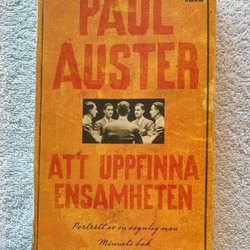 PAUL
AUSTER
ATT UPPFINNA
ENSAMHETEN
Porträtt av en osynlig man
Minnets bok